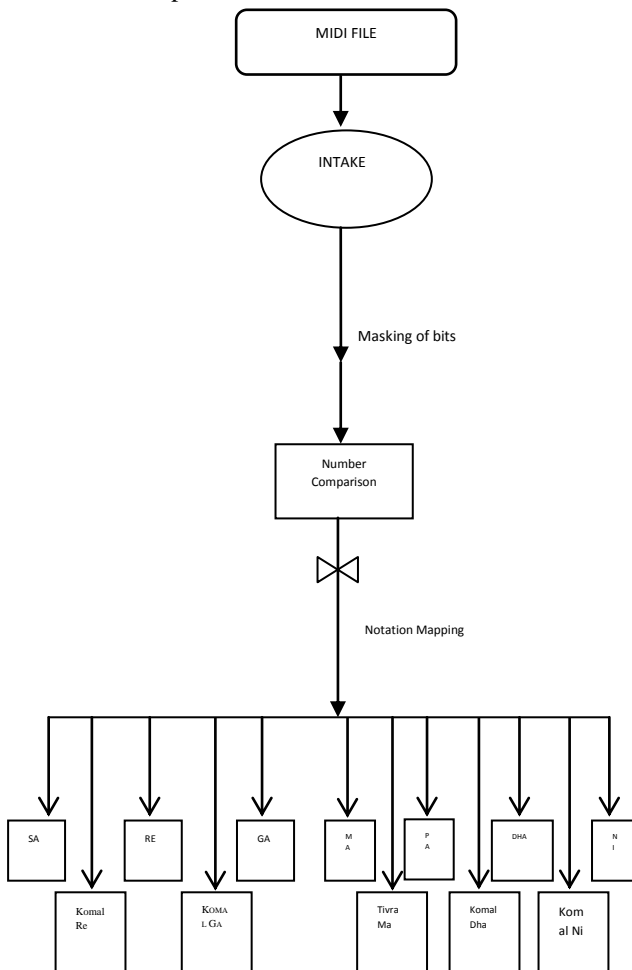 MIDI FILE
INTAKE
Masking of bits
Number
Comparison
Notation Mapping
SA
RE
GA
M
A
P
A
DHA
N
I
Komal
Re
KOMA
L GA
Tivra
Ma
Komal
Dha
Kom
al Ni